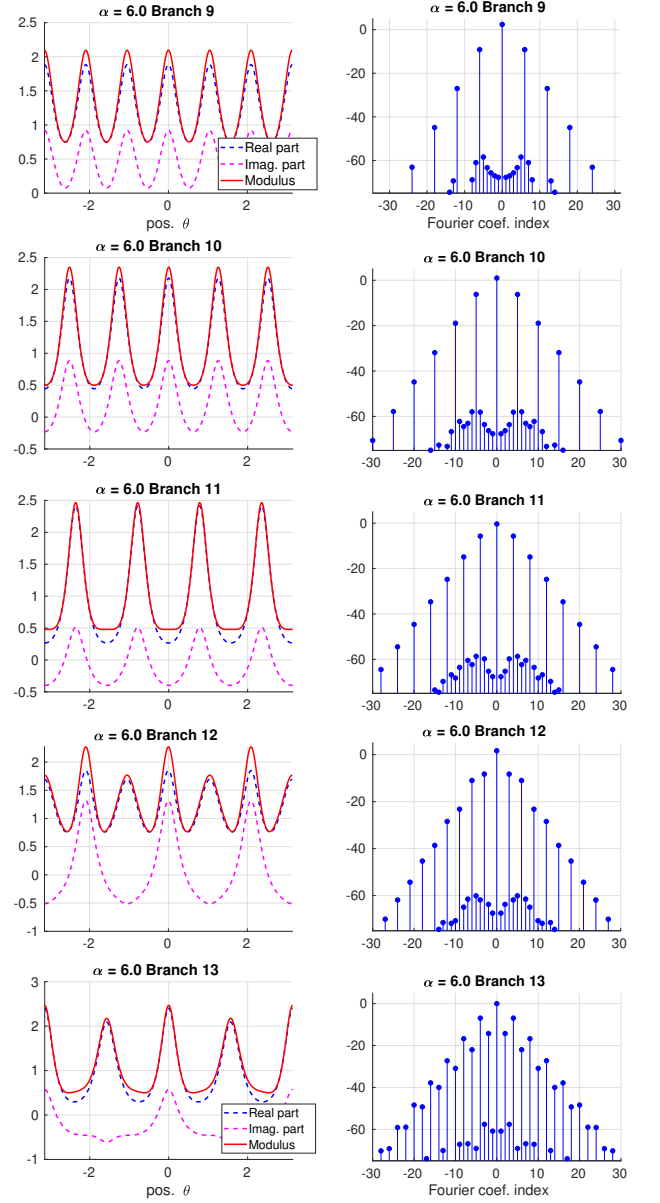 α = 6.0 Branch 9
2.5
2
1.5
1
0.5
0
-2 0 2
pos. θ
Real part
Imag. part
Modulus
α = 6.0 Branch 9
0
-20
-40
-60
-30 -20 -10 0 10 20 30
Fourier coef. index
α = 6.0 Branch 10
2.5
2
1.5
1
0.5
0
-0.5
-2 0 2
α = 6.0 Branch 10
0
-20
-40
-60
-30 -20 -10 0 10 20 30
α = 6.0 Branch 11
2.5
2
1.5
1
0.5
0
-0.5
-2 0 2
α = 6.0 Branch 11
0
-20
-40
-60
-30 -20 -10 0 10 20 30
α = 6.0 Branch 12
2
1.5
1
0.5
0
-0.5
-1
-2 0 2
α = 6.0 Branch 12
0
-20
-40
-60
-30 -20 -10 0 10 20 30
α = 6.0 Branch 13
3
2
1
0
-1
-2 0 2
pos. θ
Real part
Imag. part
Modulus
α = 6.0 Branch 13
0
-20
-40
-60
-30 -20 -10 0 10 20 30
Fourier coef. index